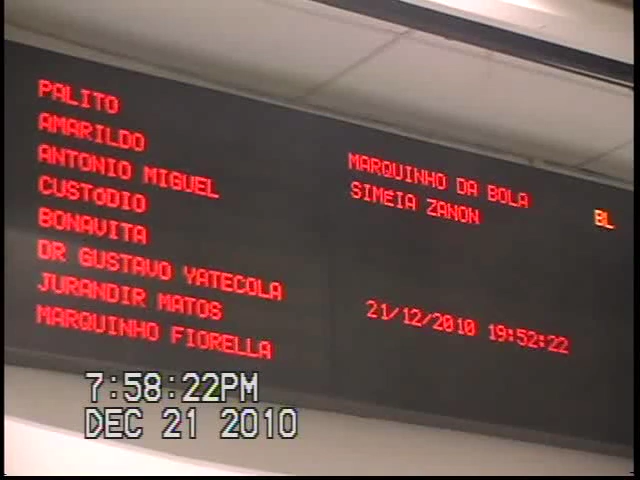 PALITO
AMARILDO
ANTONIO MIGUEL
CUSTóDIO
BONAVITA
DR GUSTAVO YATECOLA
JURANDIR MATOS
MARQUINHO FIORELLA
MARQUINHO DA BOLA
SIMéIA ZANON
BL
21/12/2010 19:52:22
7:58:22PM
DEC 21 2010